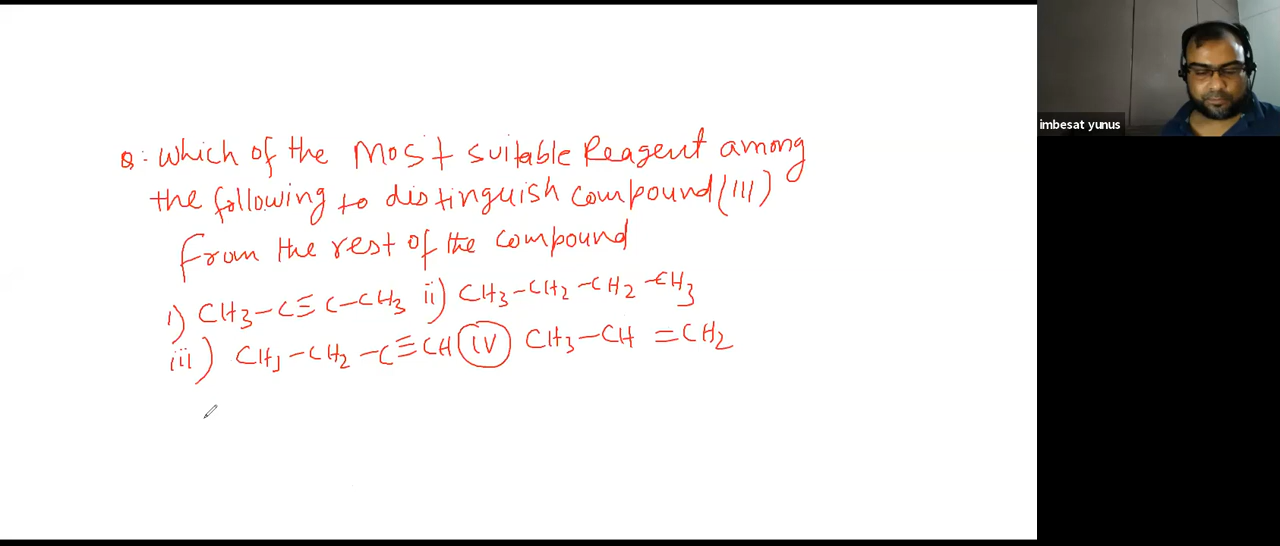 Q: Which of the Most suitable Reagent among
the following to distinguish compound (III)
From the rest of the compound
i) CH3-C≡C-CH3 ii) CH3-CH2-CH2-CH3
iii) CH3-CH2-C≡CH (IV) CH3-CH=CH2
imbesat yunus